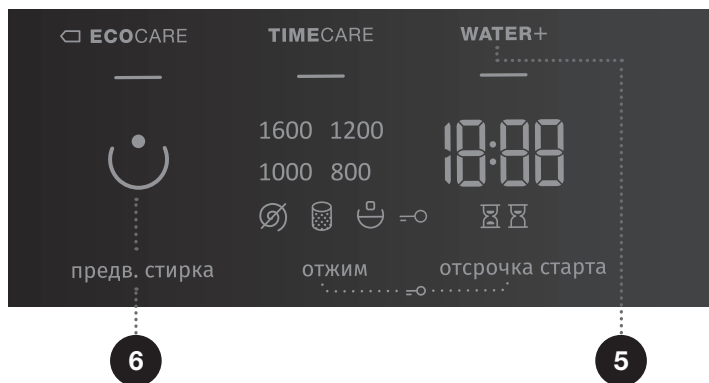 ECOCARE TIMECARE WATER+
1600 1200
1000 800
18:88
предв. стирка отжим отсрочка старта
6 5